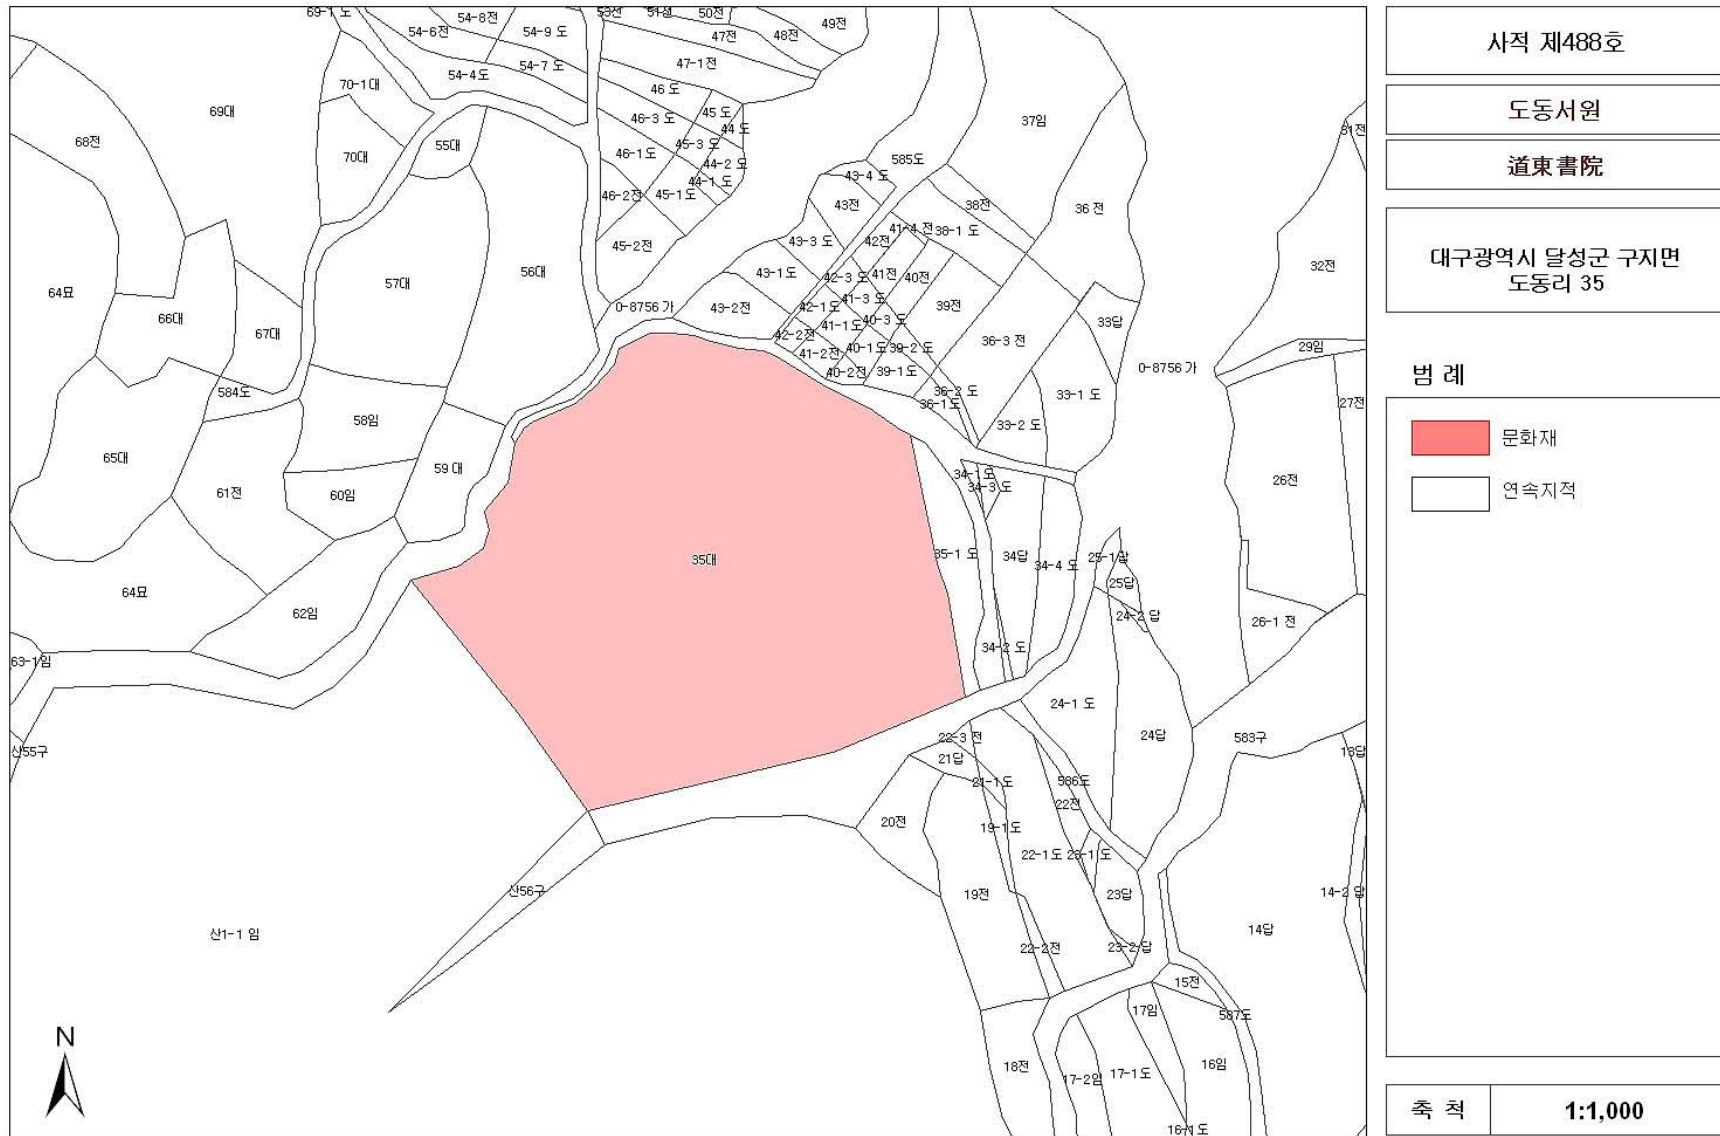 사적 제488호
도동서원
道東書院
대구광역시 달성군 구지면
도동리 35
범 례
문화재
연속지적
축 척
1:1,000
N
69-1 도
54-8전
54-6전
54-9 도
54-7 도
54-4도
50전
49전
48전
47전
47-1전
46 도
46-3 도
45 도
44 도
45-3 도
44-2 도
44-1 도
46-1도
46-2전
45-1도
45-2전
70-1대
70대
55대
69대
68전
64묘
66대
67대
57대
56대
0-8756 가
65대
584도
58임
59 대
61전
60임
64묘
62임
63-1임
산55구
37임
585도
43-4 도
43전
38전
36 전
41-4 전
38-1 도
42전
43-3 도
43-1도
42-3 도
41전
40전
43-2전
42-1도
41-3 도
39전
41-1도
40-3 도
42-2전
41-2전
40-1도
39-2 도
40-2전
39-1도
36-3 전
33답
36-2 도
36-1도
33-1 도
33-2 도
0-8756 가
31전
32전
29임
27전
26전
26-1 전
34-1도
34-3 도
35대
35-1 도
34답
34-4 도
25-1답
25답
24-2 답
34-2 도
24-1 도
24답
583구
13답
22-3 전
21답
21-1도
586도
22전
20전
19-1도
22-1도
23-1도
23답
19전
산56구
산1-1 임
14-2 답
14답
22-2전
23-2답
15전
17임
587도
18전
17-2임
17-1도
16임
16-1도